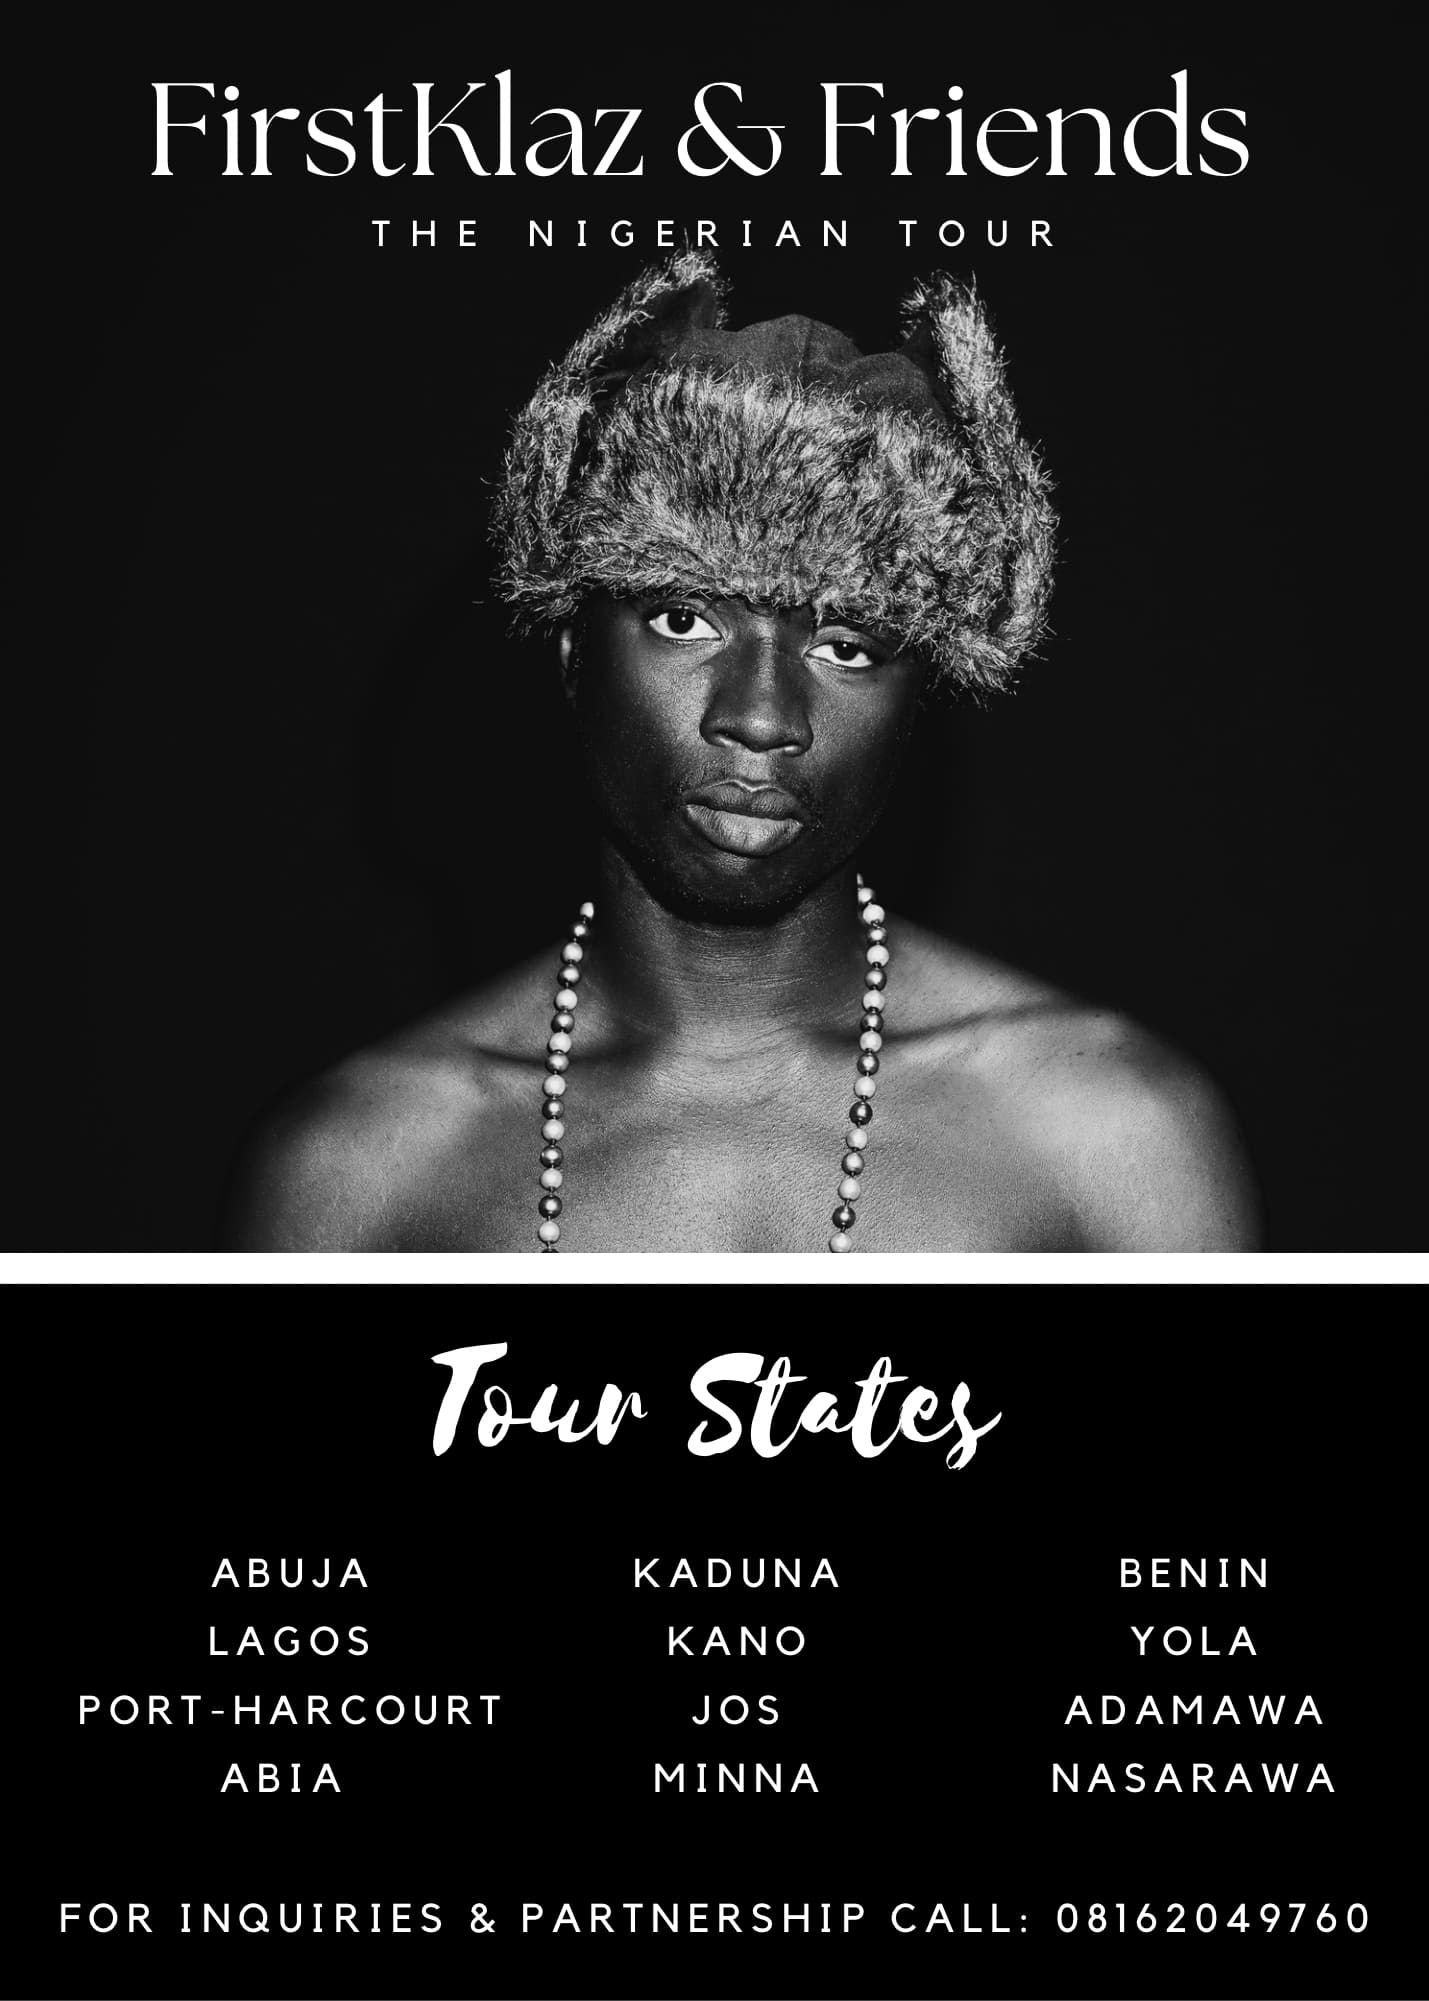 FirstKlaz & Friends
THE NIGERIAN TOUR
Tour States
ABUJA
LAGOS
PORT-HARCOURT
ABIA
KADUNA
KANO
JOS
MINNA
BENIN
YOLA
ADAMAWA
NASARAWA
FOR INQUIRIES & PARTNERSHIP CALL: 08162049760